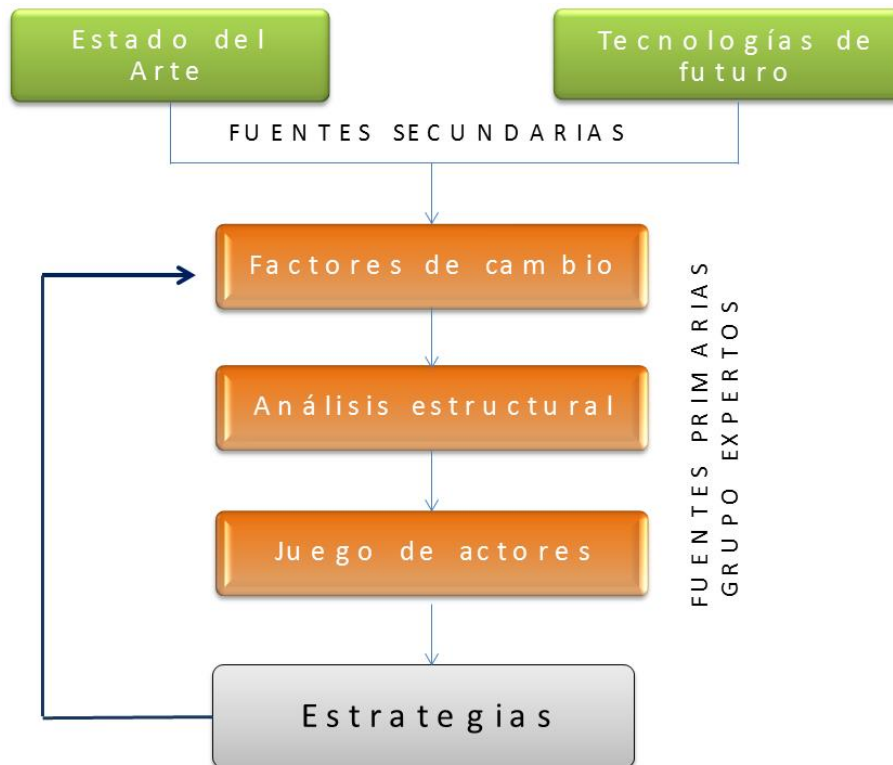 Estado del
Arte
Tecnologías de
futuro
FUENTES SECUNDARIAS
Factores de cambio
Análisis estructural
Juego de actores
FUENTES PRIMARIAS
GRUPO EXPERTOS
Estrategias